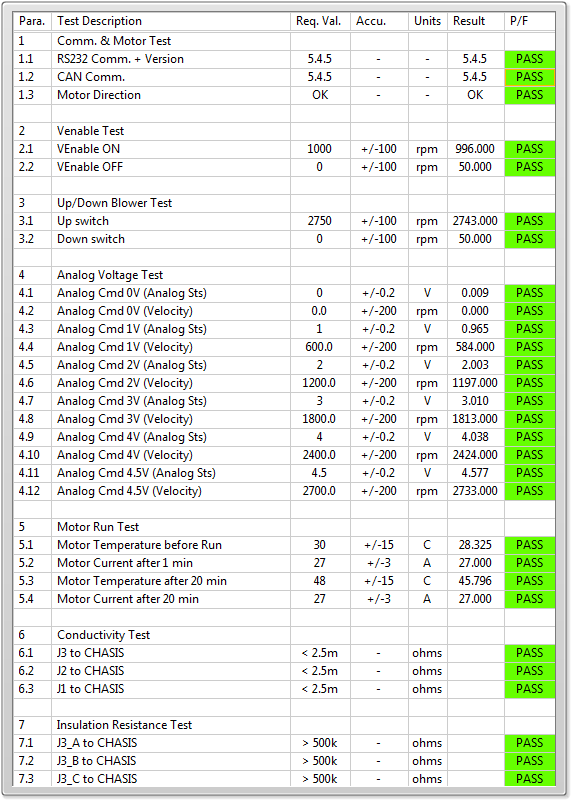 Para. Test Description Req. Val. Accu. Units Result P/F
1 Comm. & Motor Test
1.1 RS232 Comm. + Version 5.4.5 - - 5.4.5 PASS
1.2 CAN Comm. 5.4.5 - - 5.4.5 PASS
1.3 Motor Direction OK - - OK PASS
2 Venable Test
2.1 VEnable ON 1000 +/-100 rpm 996.000 PASS
2.2 VEnable OFF 0 +/-100 rpm 50.000 PASS
3 Up/Down Blower Test
3.1 Up switch 2750 +/-100 rpm 2743.000 PASS
3.2 Down switch 0 +/-100 rpm 50.000 PASS
4 Analog Voltage Test
4.1 Analog Cmd 0V (Analog Sts) 0 +/-0.2 V 0.009 PASS
4.2 Analog Cmd 0V (Velocity) 0.0 +/-200 rpm 0.000 PASS
4.3 Analog Cmd 1V (Analog Sts) 1 +/-0.2 V 0.965 PASS
4.4 Analog Cmd 1V (Velocity) 600.0 +/-200 rpm 584.000 PASS
4.5 Analog Cmd 2V (Analog Sts) 2 +/-0.2 V 2.003 PASS
4.6 Analog Cmd 2V (Velocity) 1200.0 +/-200 rpm 1197.000 PASS
4.7 Analog Cmd 3V (Analog Sts) 3 +/-0.2 V 3.010 PASS
4.8 Analog Cmd 3V (Velocity) 1800.0 +/-200 rpm 1813.000 PASS
4.9 Analog Cmd 4V (Analog Sts) 4 +/-0.2 V 4.038 PASS
4.10 Analog Cmd 4V (Velocity) 2400.0 +/-200 rpm 2424.000 PASS
4.11 Analog Cmd 4.5V (Analog Sts) 4.5 +/-0.2 V 4.577 PASS
4.12 Analog Cmd 4.5V (Velocity) 2700.0 +/-200 rpm 2733.000 PASS
5 Motor Run Test
5.1 Motor Temperature before Run 30 +/-15 C 28.325 PASS
5.2 Motor Current after 1 min 27 +/-3 A 27.000 PASS
5.3 Motor Temperature after 20 min 48 +/-15 C 45.796 PASS
5.4 Motor Current after 20 min 27 +/-3 A 27.000 PASS
6 Conductivity Test
6.1 J3 to CHASIS < 2.5m - ohms PASS
6.2 J2 to CHASIS < 2.5m - ohms PASS
6.3 J1 to CHASIS < 2.5m - ohms PASS
7 Insulation Resistance Test
7.1 J3_A to CHASIS > 500k - ohms PASS
7.2 J3_B to CHASIS > 500k - ohms PASS
7.3 J3_C to CHASIS > 500k - ohms PASS